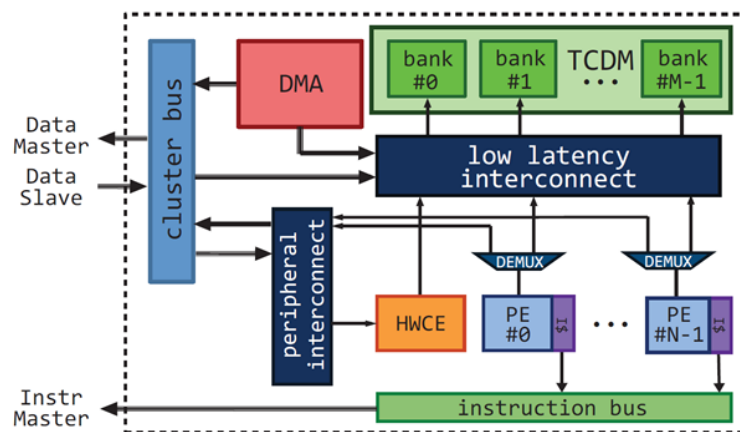 DMA
bank
#0
bank
#1
TCDM
...
bank
#M-1
Data
Master
Data
Slave
cluster bus
low latency
interconnect
peripheral
interconnect
DEMUX
DEMUX
HWCE
PE
#0
I$
...
PE
#N-1
I$
Instr
Master
instruction bus